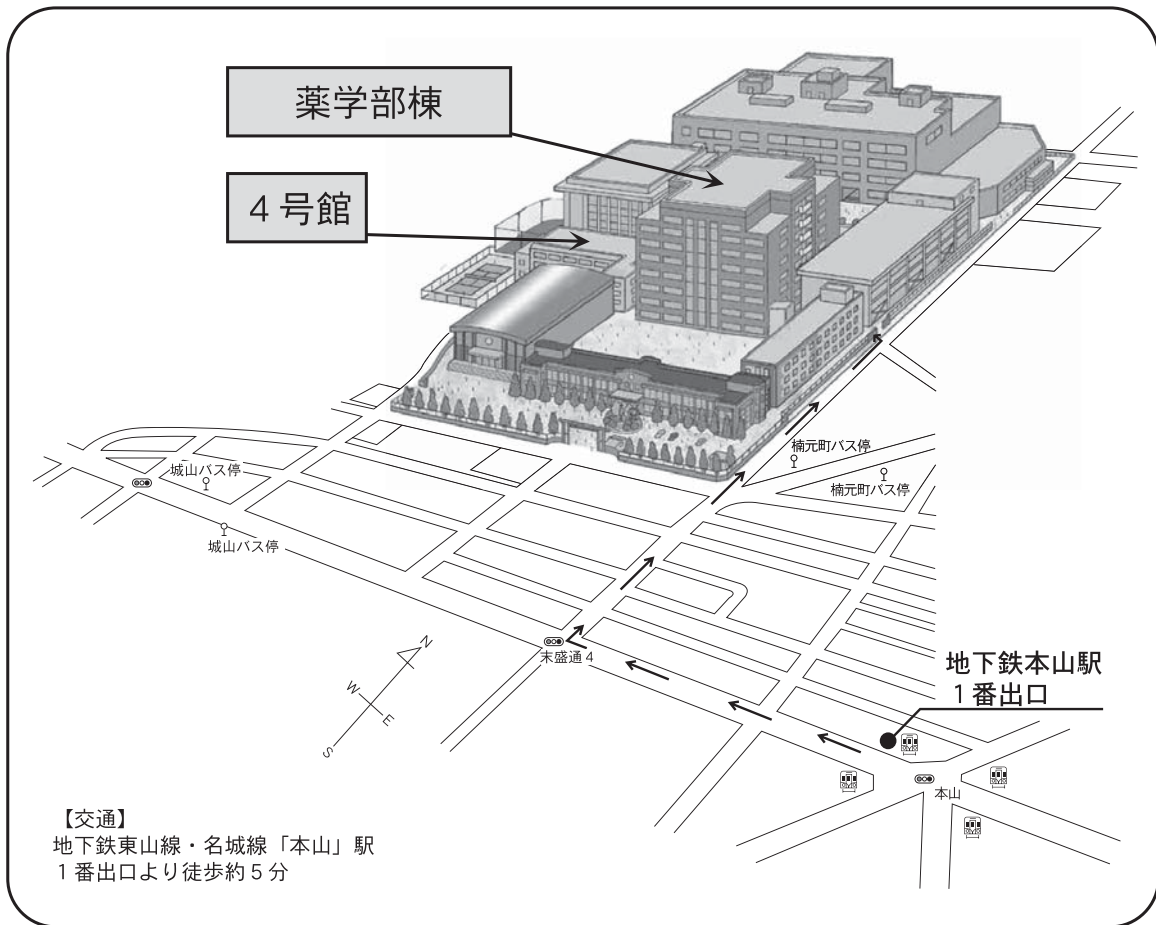 薬学部棟
4号館
楠元町バス停
城山バス停
楠元町バス停
城山バス停
末盛通4
N
W
E
S
地下鉄本山駅
1番出口
本山
【交通】
地下鉄東山線・名城線「本山」駅
1番出口より徒歩約5分